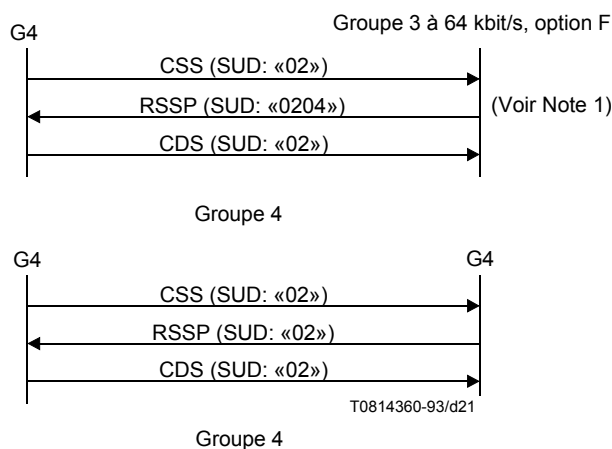 G4
Groupe 3 à 64 kbit/s, option F
CSS (SUD: «02»)
RSSP (SUD: «0204»)
(Voir Note 1)
CDS (SUD: «02»)
Groupe 4
G4
G4
CSS (SUD: «02»)
RSSP (SUD: «02»)
CDS (SUD: «02»)
T0814360-93/d21
Groupe 4